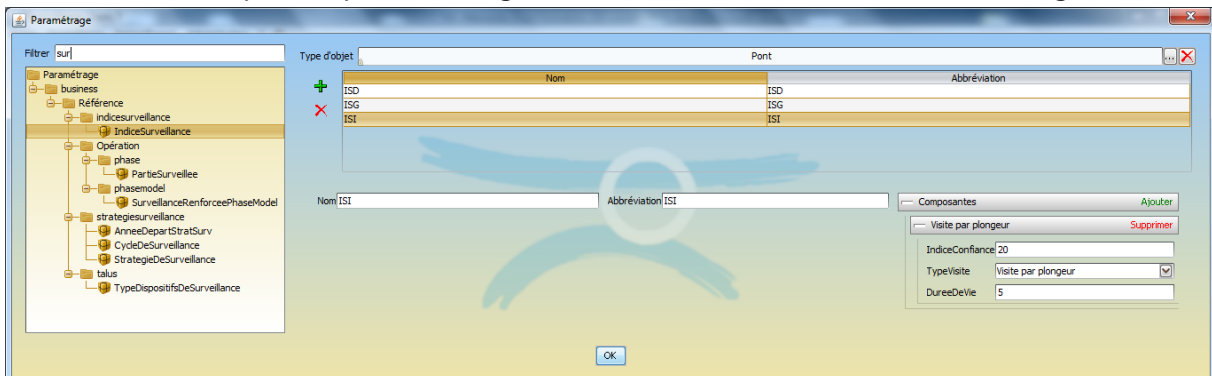 Paramétrage
Filtrer sur
Type d'objet Pont ...
Paramétrage
business
Référence
indicesurveillance
IndiceSurveillance
Opération
phase
PartieSurveillee
phasemodel
SurveillanceRenforceePhaseModel
strategiesurveillance
AnneeDepartStratSurv
CycleDeSurveillance
StrategieDeSurveillance
talus
TypeDispositifsDeSurveillance
Nom Abbréviation
ISD ISD
ISG ISG
ISI ISI
Nom ISI Abbréviation ISI
Composantes Ajouter
Visite par plongeur Supprimer
IndiceConfiance 20
TypeVisite Visite par plongeur
DureeDeVie 5
OK